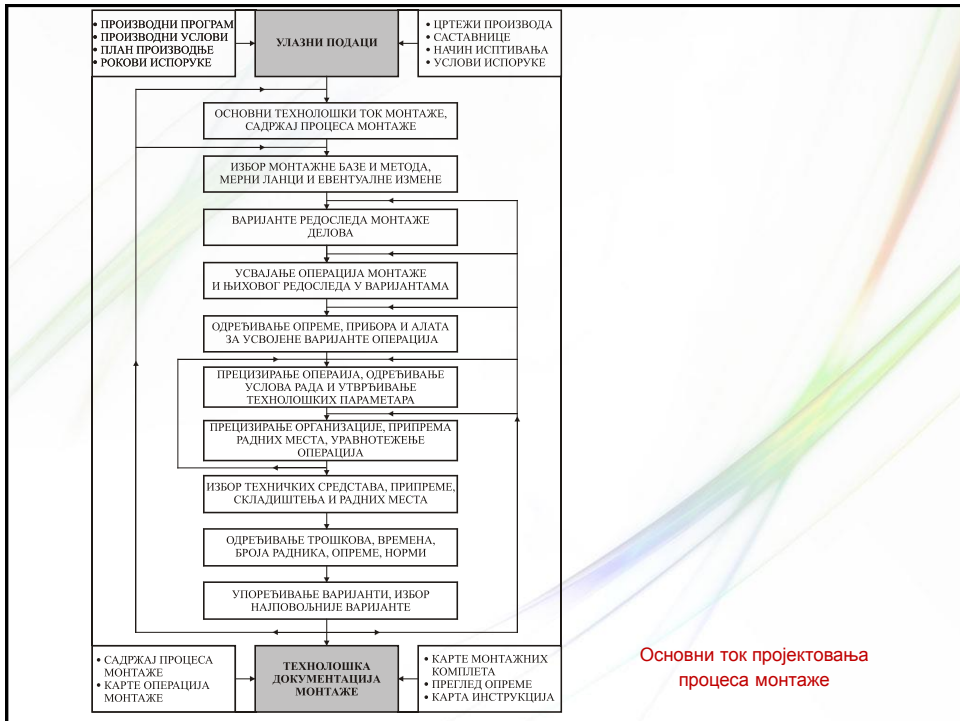 • ПРОИЗВОДНИ ПРОГРАМ
• ПРОИЗВОДНИ УСЛОВИ
• ПЛАН ПРОИЗВОДЊЕ
• РОКОВИ ИСПОРУКЕ
УЛАЗНИ ПОДАЦИ
• ЦРТЕЖИ ПРОИЗВОДА
• САСТАВНИЦЕ
• НАЧИН ИСПТИВАЊА
• УСЛОВИ ИСПОРУКЕ
ОСНОВНИ ТЕХНОЛОШКИ ТОК МОНТАЖЕ,
САДРЖАЈ ПРОЦЕСА МОНТАЖЕ
ИЗБОР МОНТАЖНЕ БАЗЕ И МЕТОДА,
МЕРНИ ЛАНЦИ И ЕВЕНТУАЛНЕ ИЗМЕНЕ
ВАРИЈАНТЕ РЕДОСЛЕДА МОНТАЖЕ
ДЕЛОВА
УСВАЈАЊЕ ОПЕРАЦИЈА МОНТАЖЕ
И ЊИХОВОГ РЕДОСЛЕДА У ВАРИЈАНТАМА
ОДРЕЂИВАЊЕ ОПРЕМЕ, ПРИБОРА И АЛАТА
ЗА УСВОЈЕНЕ ВАРИЈАНТЕ ОПЕРАЦИЈА
ПРЕЦИЗИРАЊЕ ОПЕРАИЈА, ОДРЕЂИВАЊЕ
УСЛОВА РАДА И УТВРЂИВАЊЕ
ТЕХНОЛОШКИХ ПАРАМЕТАРА
ПРЕЦИЗИРАЊЕ ОРГАНИЗАЦИЈЕ, ПРИПРЕМА
РАДНИХ МЕСТА, УРАВНОТЕЖЕЊЕ
ОПЕРАЦИЈА
ИЗБОР ТЕХНИЧКИХ СРЕДСТАВА, ПРИПРЕМЕ,
СКЛАДИШТЕЊА И РАДНИХ МЕСТА
ОДРЕЂИВАЊЕ ТРОШКОВА, ВРЕМЕНА,
БРОЈА РАДНИКА, ОПРЕМЕ, НОРМИ
УПОРЕЂИВАЊЕ ВАРИЈАНТИ, ИЗБОР
НАЈПОВОЉНИЈЕ ВАРИЈАНТЕ
• САДРЖАЈ ПРОЦЕСА
МОНТАЖЕ
• КАРТЕ ОПЕРАЦИЈА
МОНТАЖЕ
ТЕХНОЛОШКА
ДОКУМЕНТАЦИЈА
МОНТАЖЕ
• КАРТЕ МОНТАЖНИХ
КОМПЛЕТА
• ПРЕГЛЕД ОПРЕМЕ
• КАРТА ИНСТРУКЦИЈА
Основни ток пројектовања
процеса монтаже